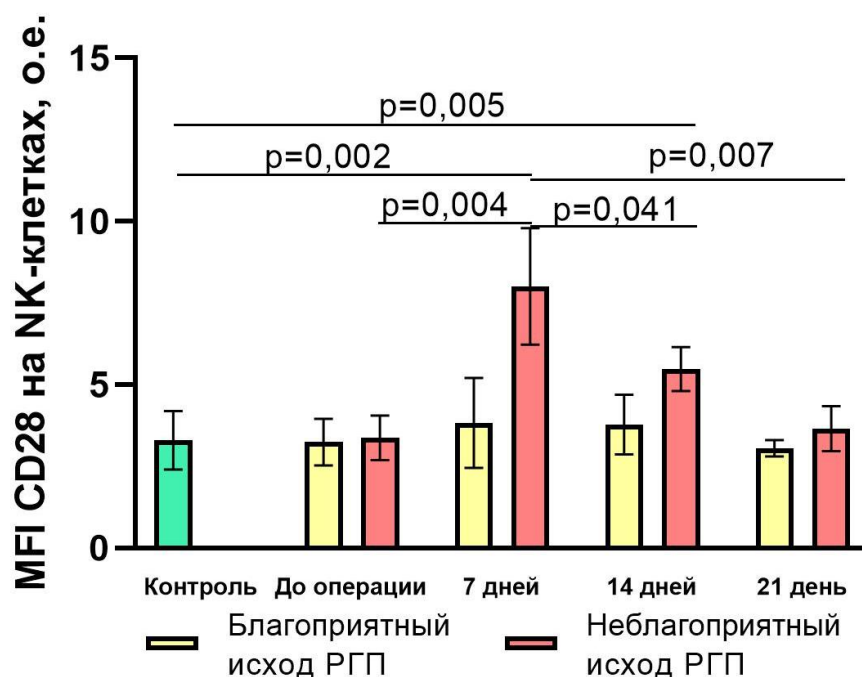 MFI CD28 на NK-клетках, о.е.
15
10
5
0
p=0,005
p=0,002
p=0,007
p=0,004
p=0,041
Контроль
До операции
7 дней
14 дней
21 день
Благоприятный
исход РГП
Неблагоприятный
исход РГП